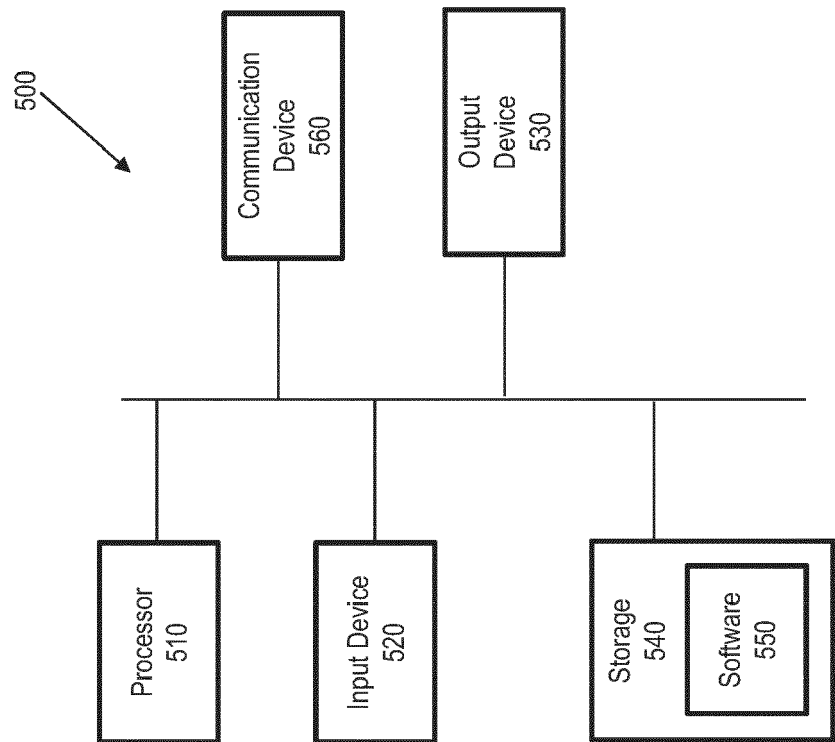 500
Processor
510
Input Device
520
Storage
540
Software
550
Communication
Device
560
Output
Device
530